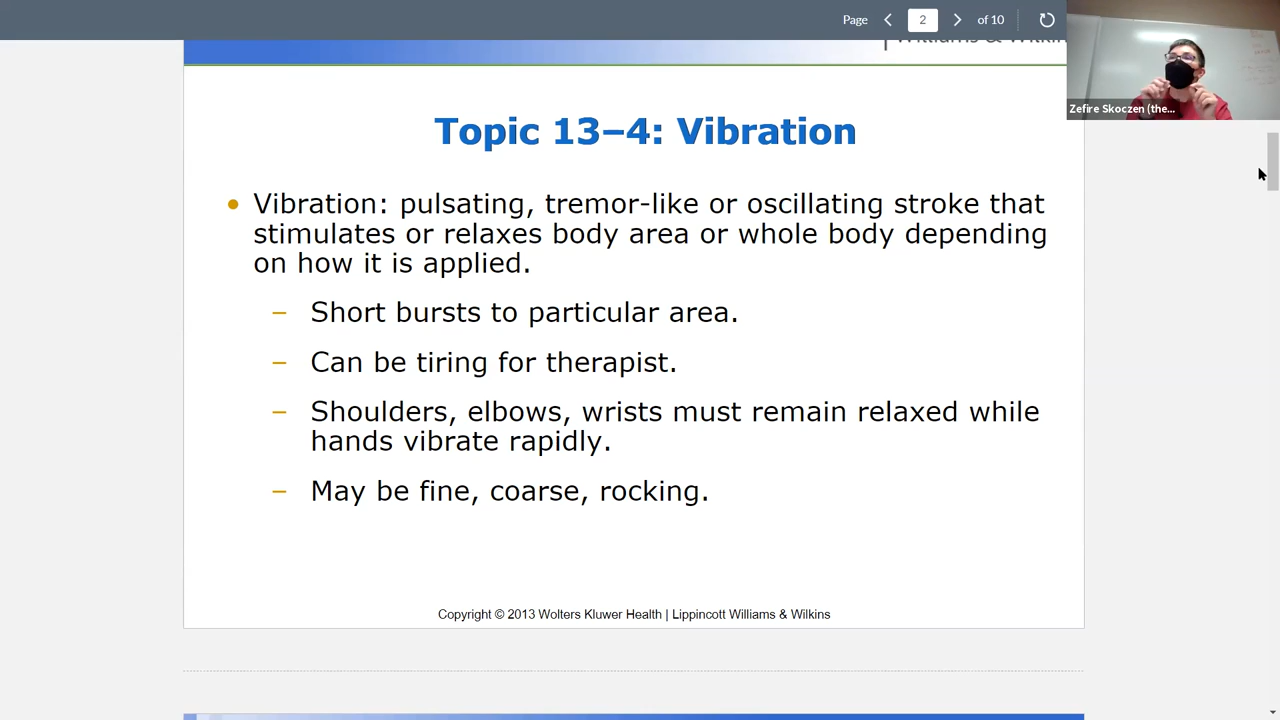 Page 2 of 10
Williams & Wilkins
Zefire Skoczen (the...
Topic 13–4: Vibration
• Vibration: pulsating, tremor-like or oscillating stroke that
stimulates or relaxes body area or whole body depending
on how it is applied.
– Short bursts to particular area.
– Can be tiring for therapist.
– Shoulders, elbows, wrists must remain relaxed while
hands vibrate rapidly.
– May be fine, coarse, rocking.
Copyright © 2013 Wolters Kluwer Health | Lippincott Williams & Wilkins